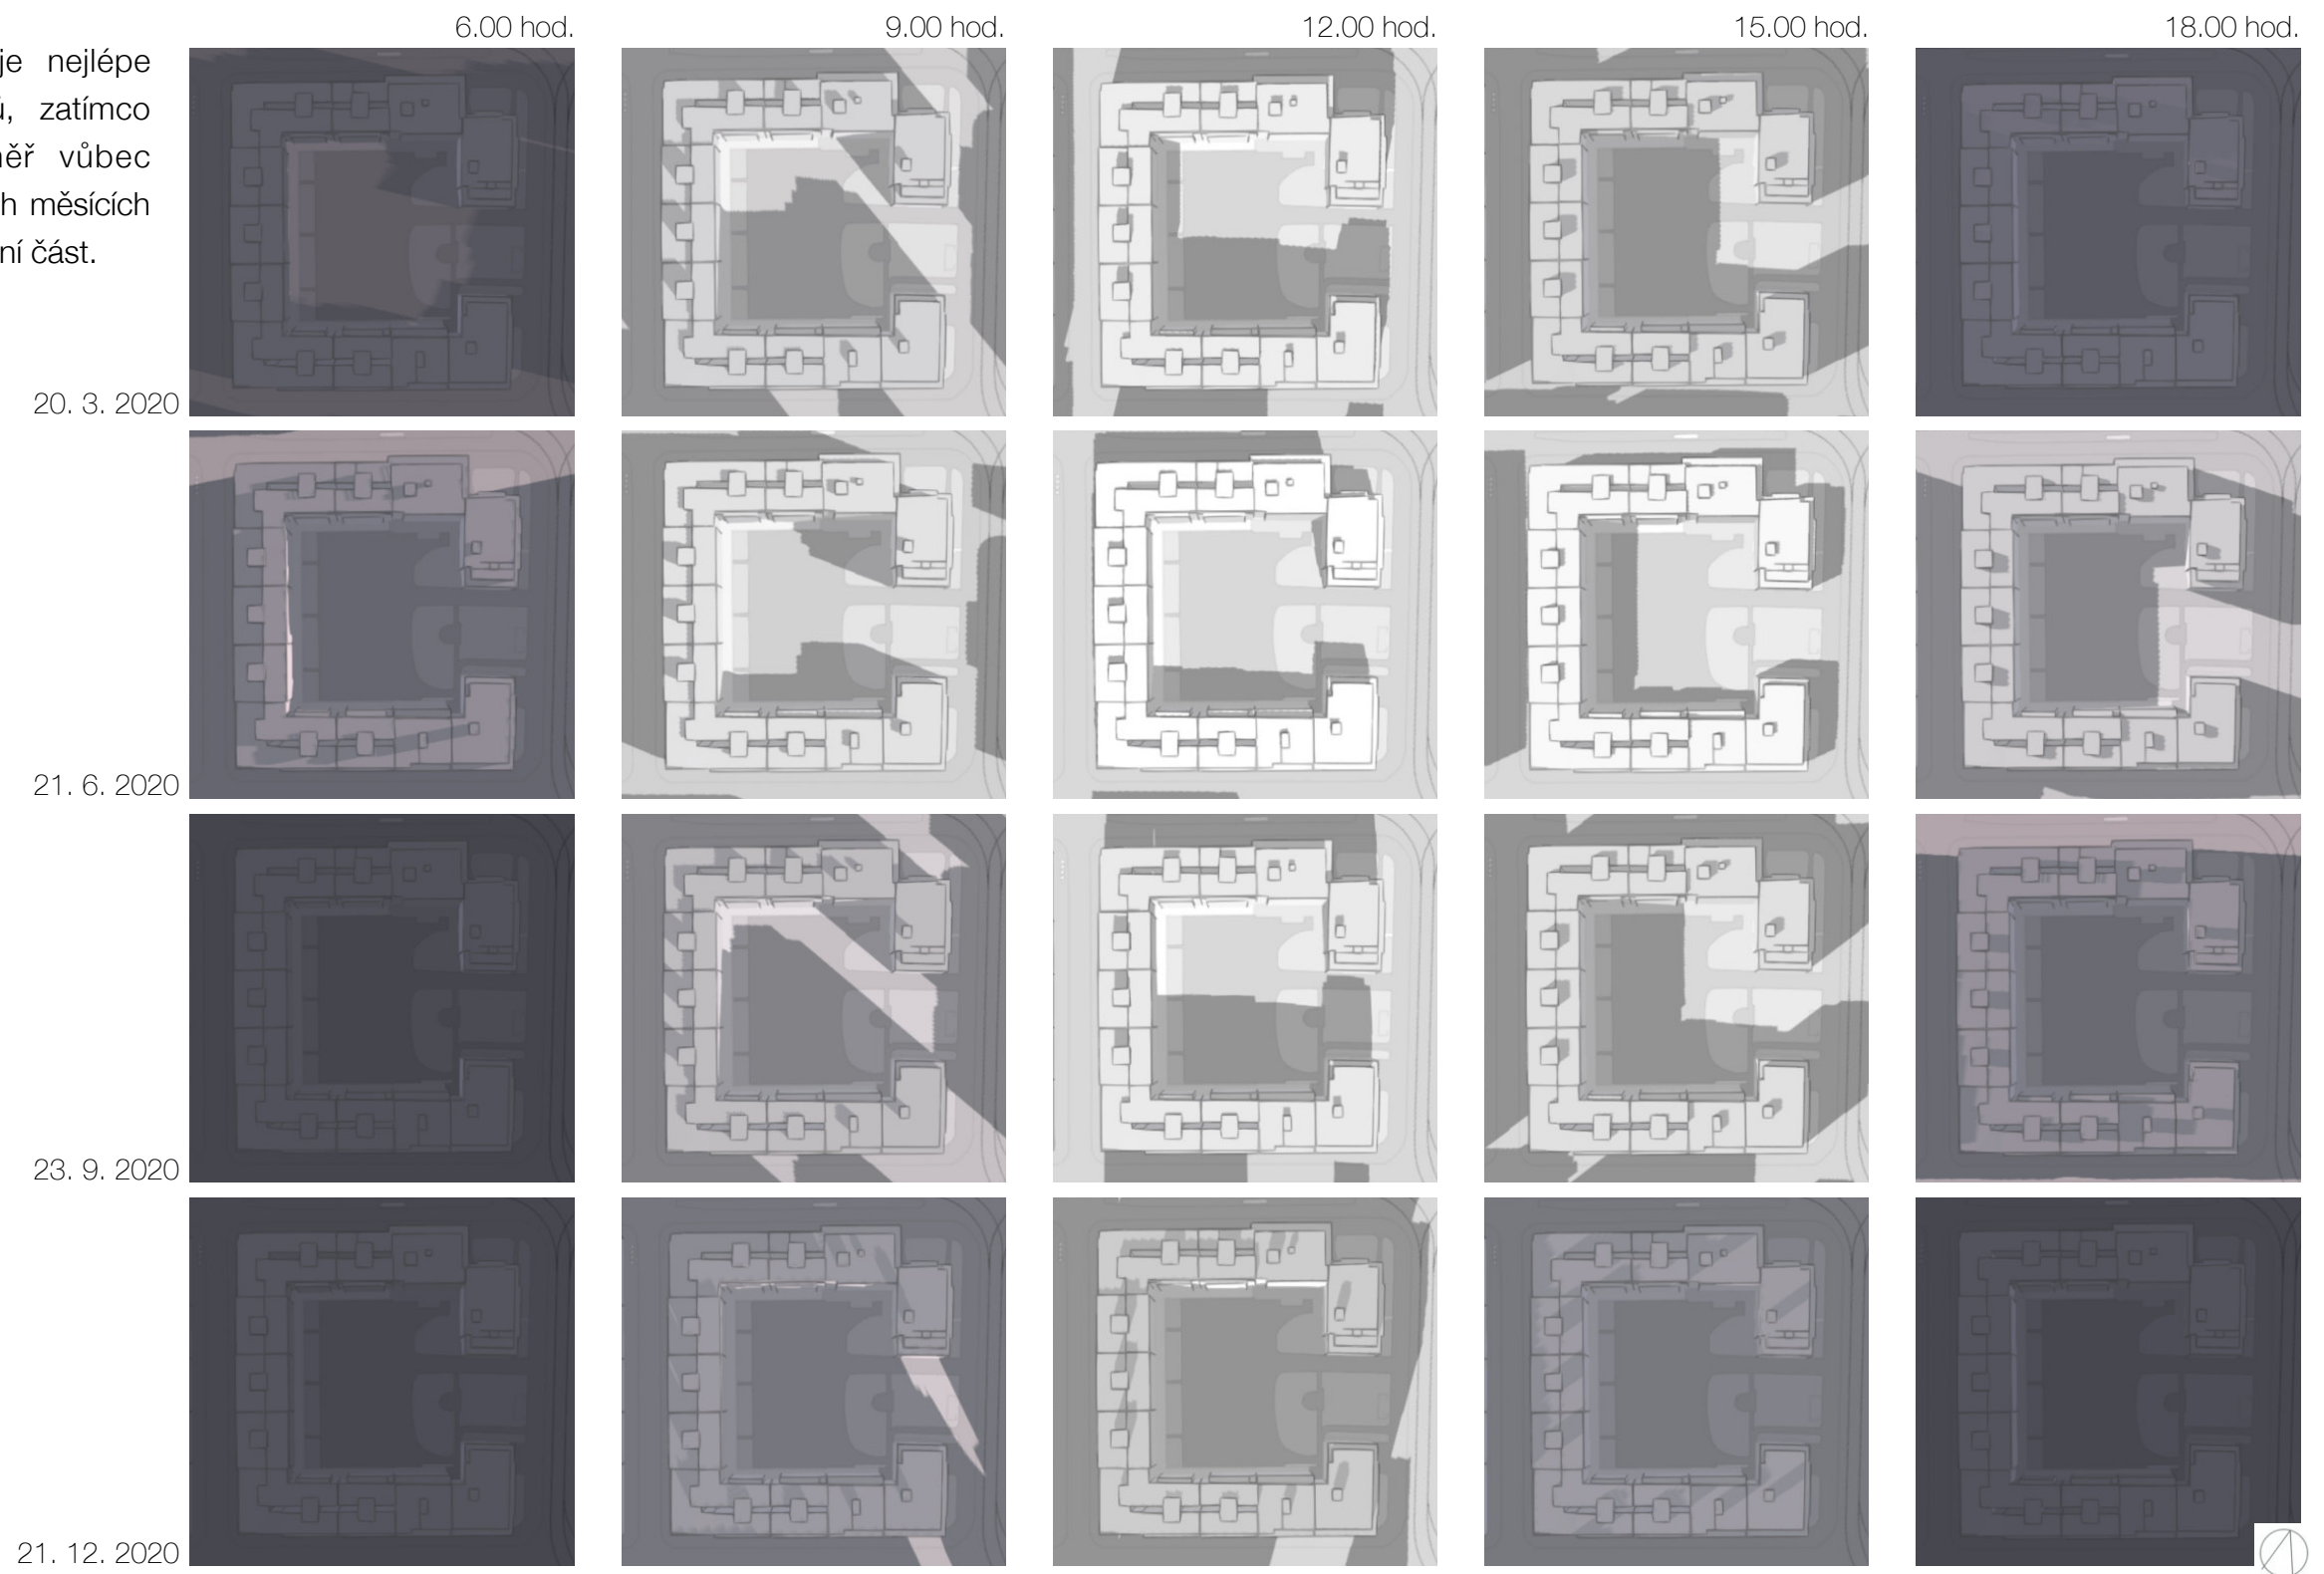 6.00 hod.
9.00 hod.
12.00 hod.
15.00 hod.
18.00 hod.
je nejlépe
zatímco
vůbec
měsících
ní část.
20. 3. 2020
21. 6. 2020
23. 9. 2020
21. 12. 2020